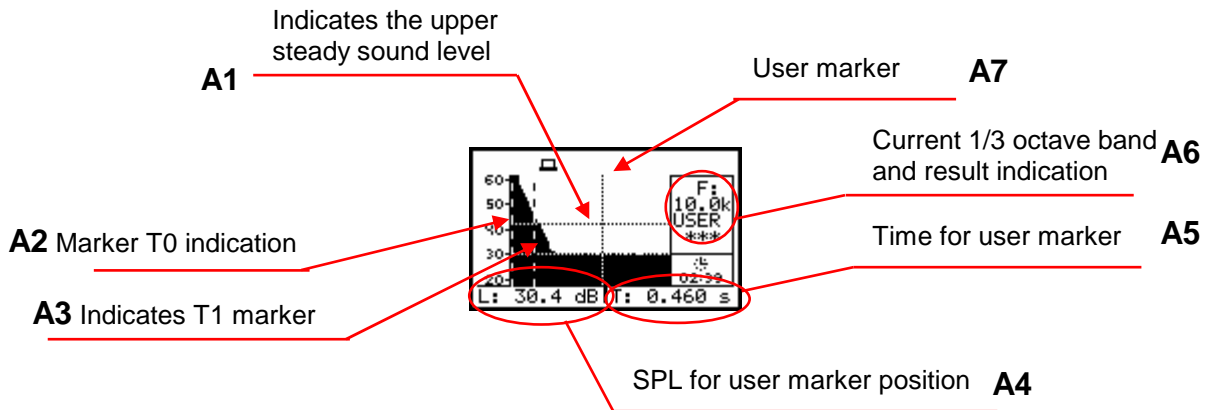 Indicates the upper
steady sound level
A1
User marker
A7
Current 1/3 octave band
and result indication
A6
A2 Marker T0 indication
Time for user marker
A5
A3 Indicates T1 marker
SPL for user marker position
A4
60
50
40
30
20
F:
10.0k
USER
***
02:39
L: 30.4 dB T: 0.460 s